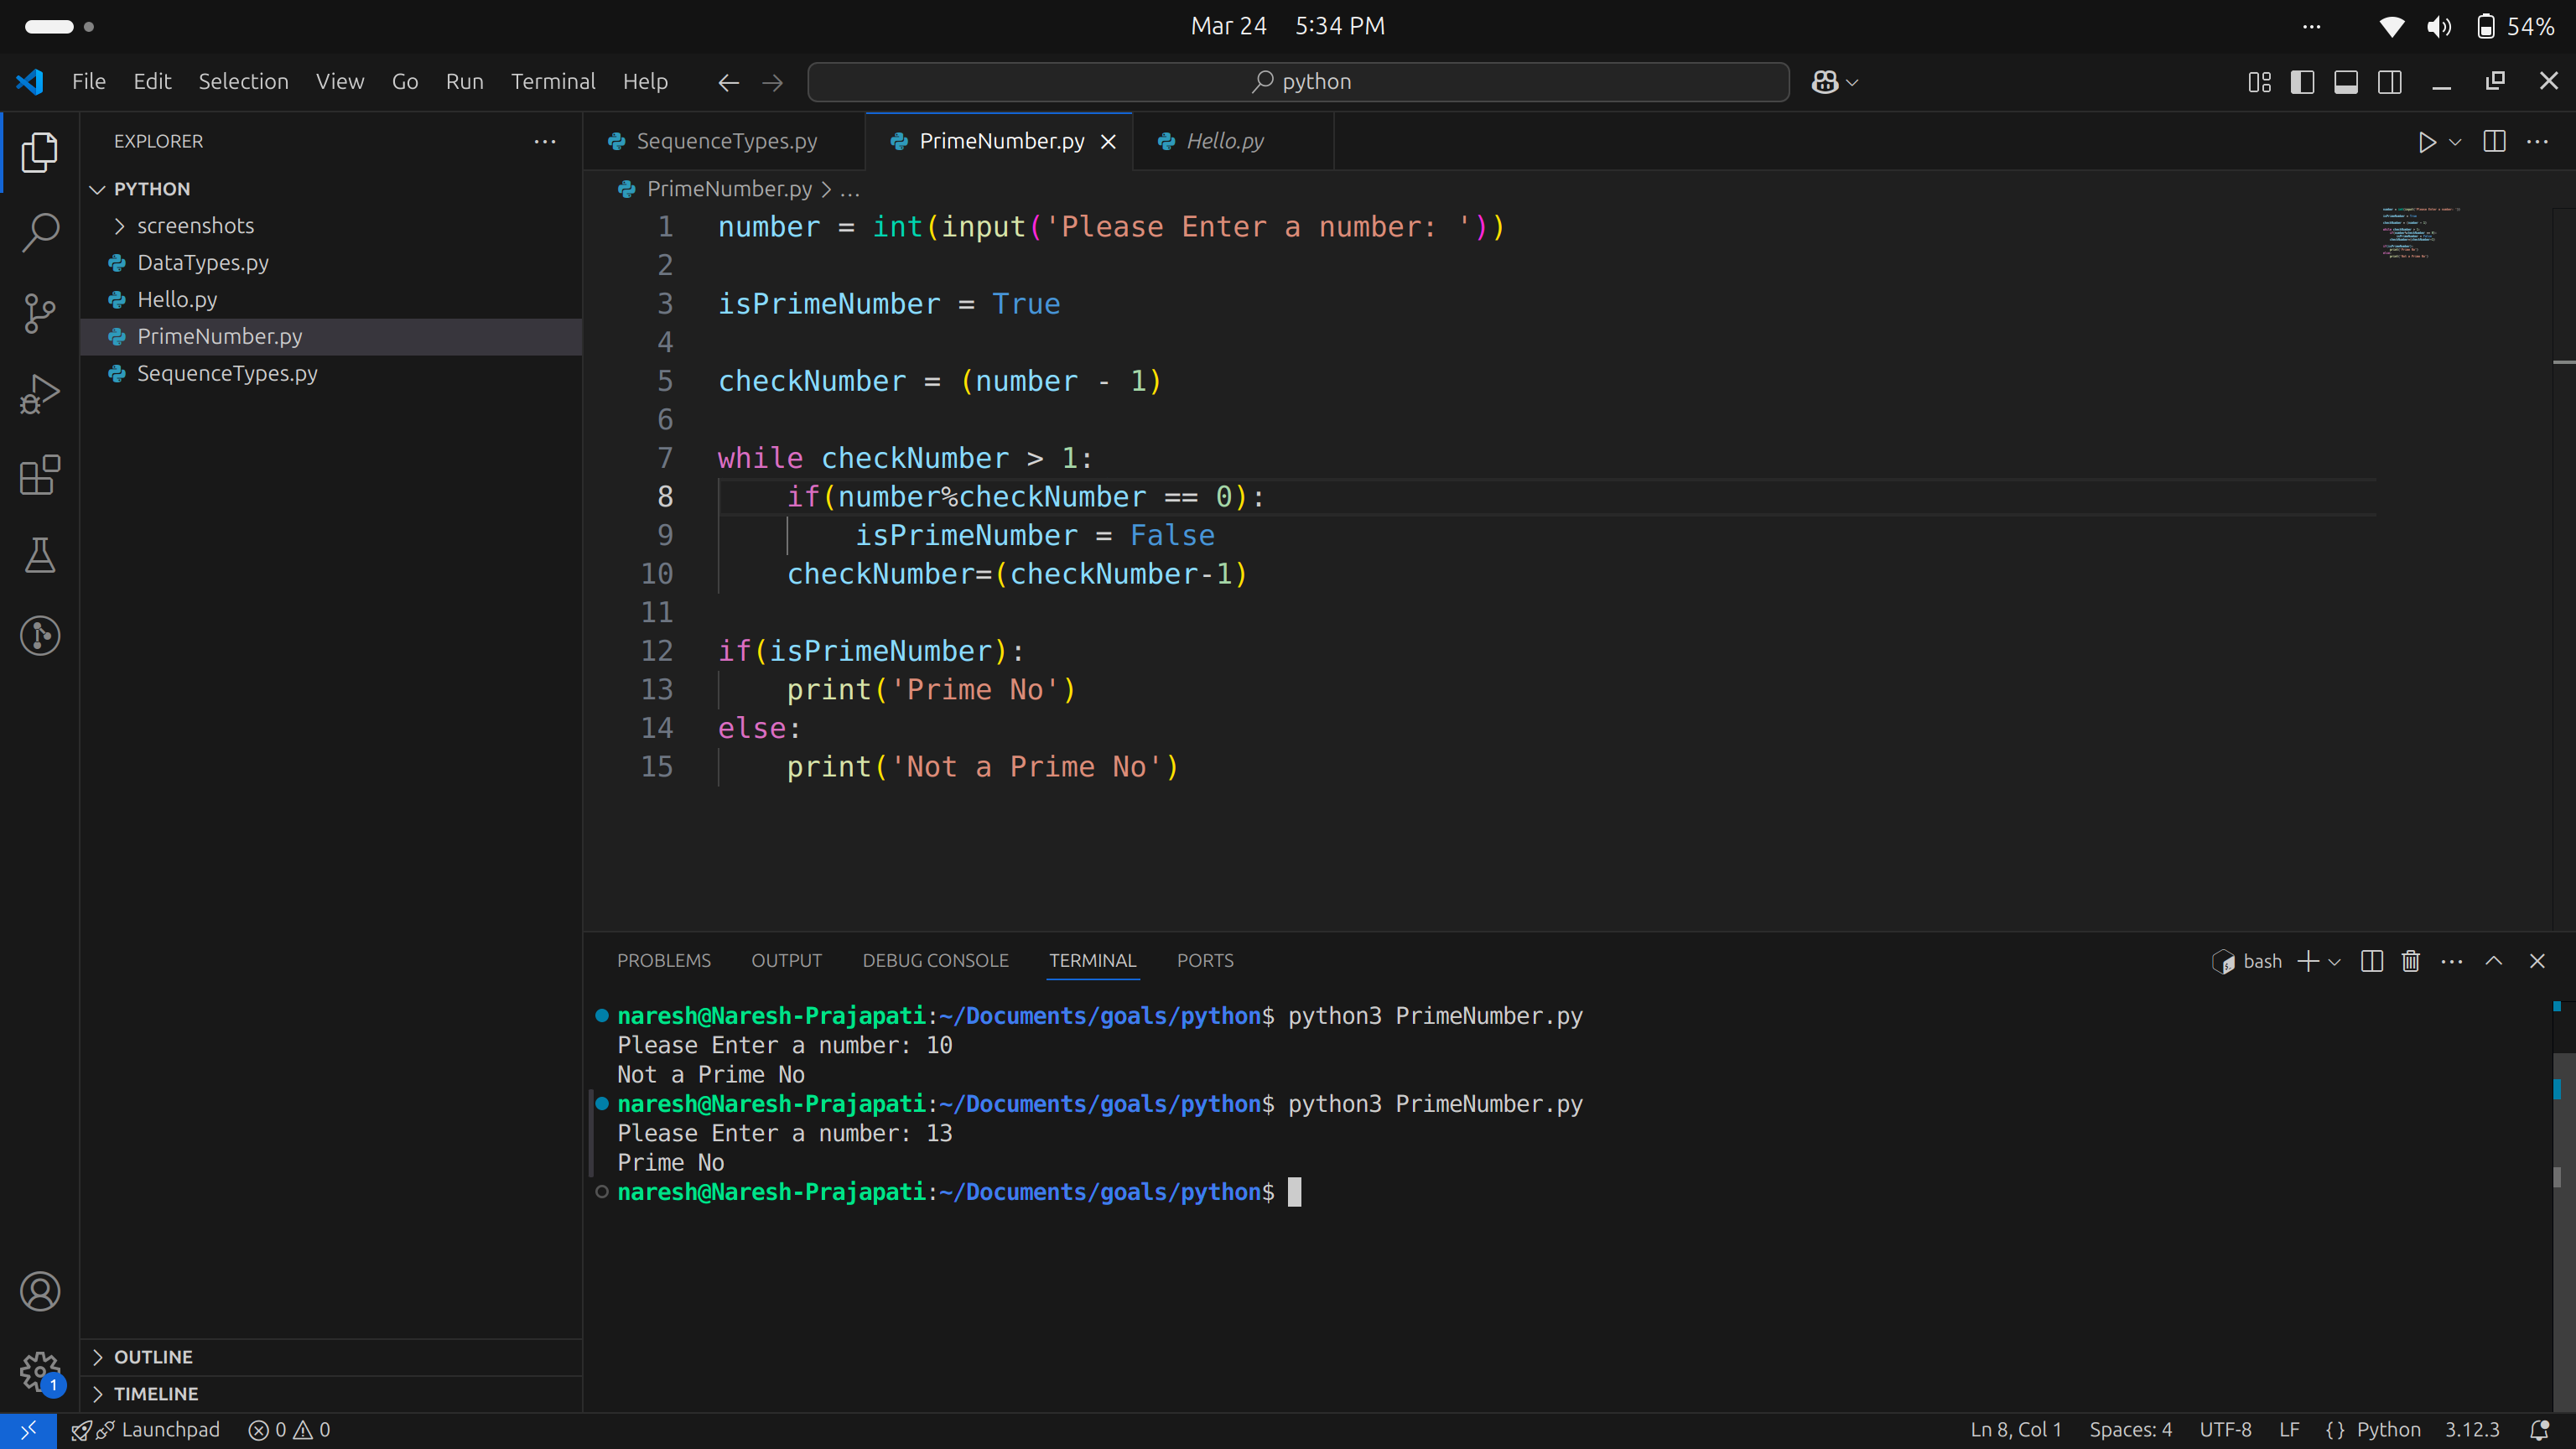 Mar 24 5:34 PM
54%
File Edit Selection View Go Run Terminal Help
python
EXPLORER
PYTHON
screenshots
DataTypes.py
Hello.py
PrimeNumber.py
SequenceTypes.py
OUTLINE
TIMELINE
SequenceTypes.py PrimeNumber.py Hello.py
PrimeNumber.py > ...
1 number = int(input('Please Enter a number: '))
2
3 isPrimeNumber = True
4
5 checkNumber = (number - 1)
6
7 while checkNumber > 1:
8 if(number%checkNumber == 0):
9 isPrimeNumber = False
10 checkNumber=(checkNumber-1)
11
12 if(isPrimeNumber):
13 print('Prime No')
14 else:
15 print('Not a Prime No')
PROBLEMS OUTPUT DEBUG CONSOLE TERMINAL PORTS
bash
naresh@Naresh-Prajapati:~/Documents/goals/python$ python3 PrimeNumber.py
Please Enter a number: 10
Not a Prime No
naresh@Naresh-Prajapati:~/Documents/goals/python$ python3 PrimeNumber.py
Please Enter a number: 13
Prime No
naresh@Naresh-Prajapati:~/Documents/goals/python$
1
Launchpad 0 0
Ln 8, Col 1 Spaces: 4 UTF-8 LF {} Python 3.12.3